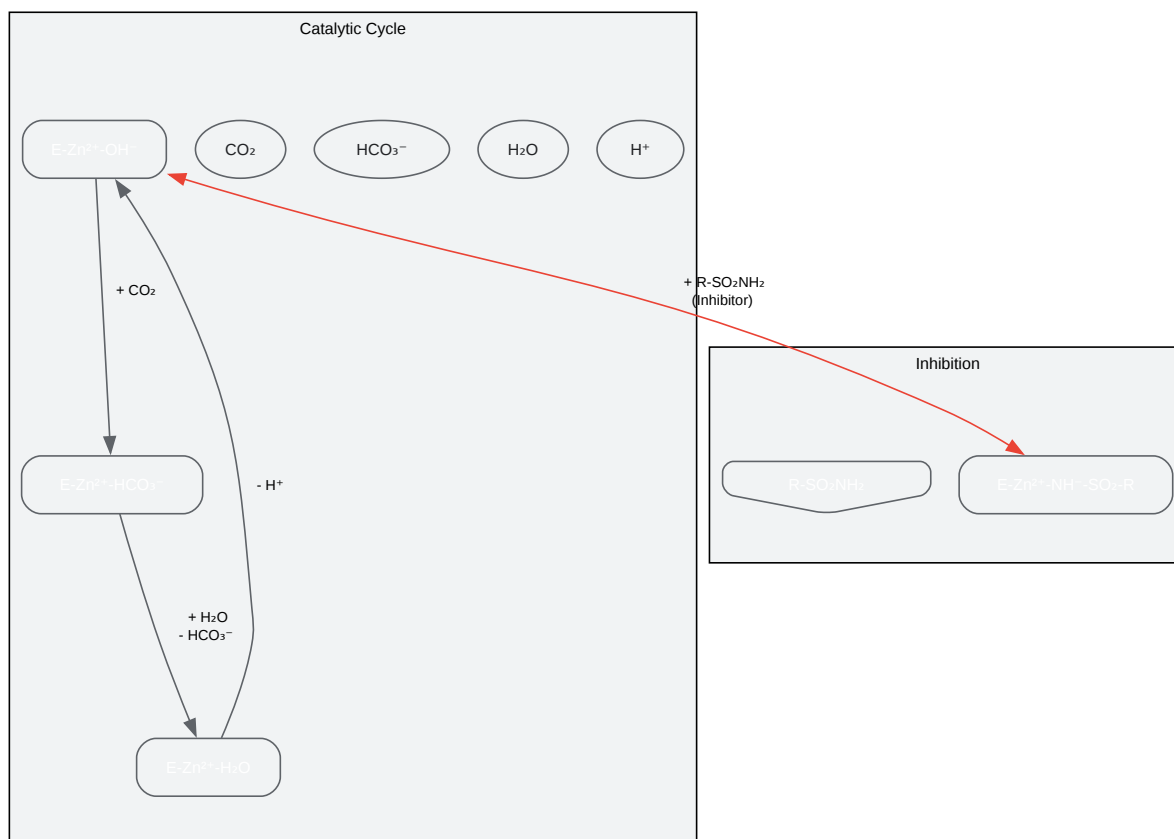 Catalytic Cycle
E-Zn²⁺-OH⁻
CO₂
HCO₃⁻
H₂O
H⁺
+ CO₂
+ R-SO₂NH₂
(Inhibitor)
Inhibition
E-Zn²⁺-HCO₃⁻
- H⁺
R-SO₂NH₂
E-Zn²⁺-NH⁻-SO₂-R
+ H₂O
- HCO₃⁻
E-Zn²⁺-H₂O